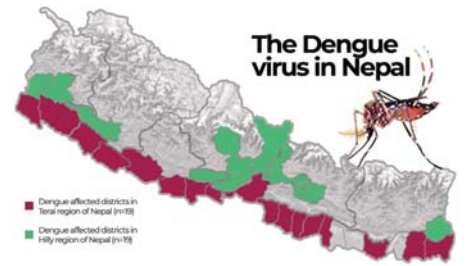 The Dengue
virus in Nepal
Dengue affected districts in
Terai region of Nepal (n=19)
Dengue affected districts in
Hilly region of Nepal (n=19)